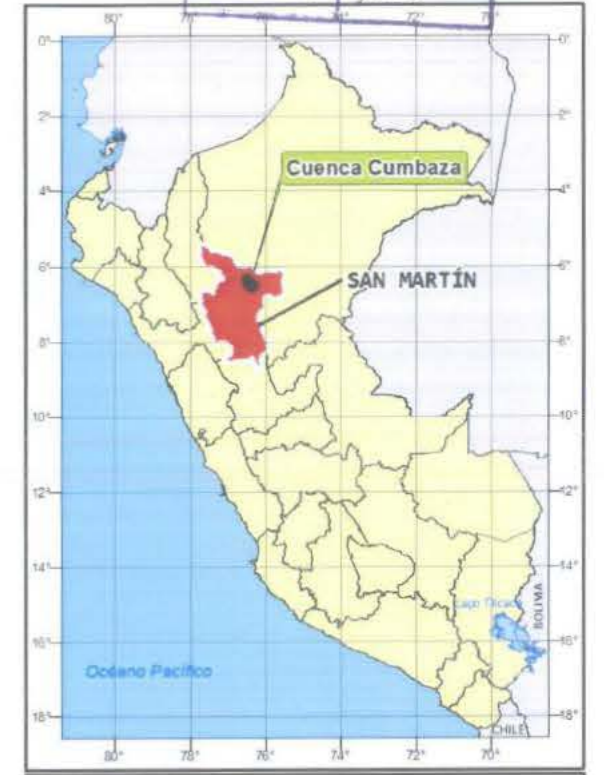 80° 78° 76° 74° 72° 70°
0° 0°
2° 2°
Cuenca Cumbaza
4° 4°
6° 6°
SAN MARTÍN
8° 8°
10° 10°
12° 12°
14° 14°
Lago Titicaca
BOLIVIA
16° 16°
Océano Pacífico
18° 18°
CHILE
80° 78° 76° 74° 72° 70°